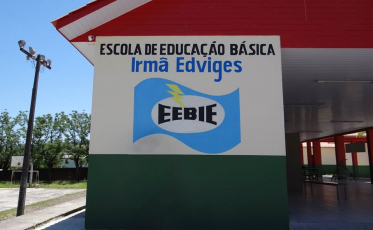 ESCOLA DE EDUCAÇÃO BÁSICA
Irmã Edviges
EEBIE